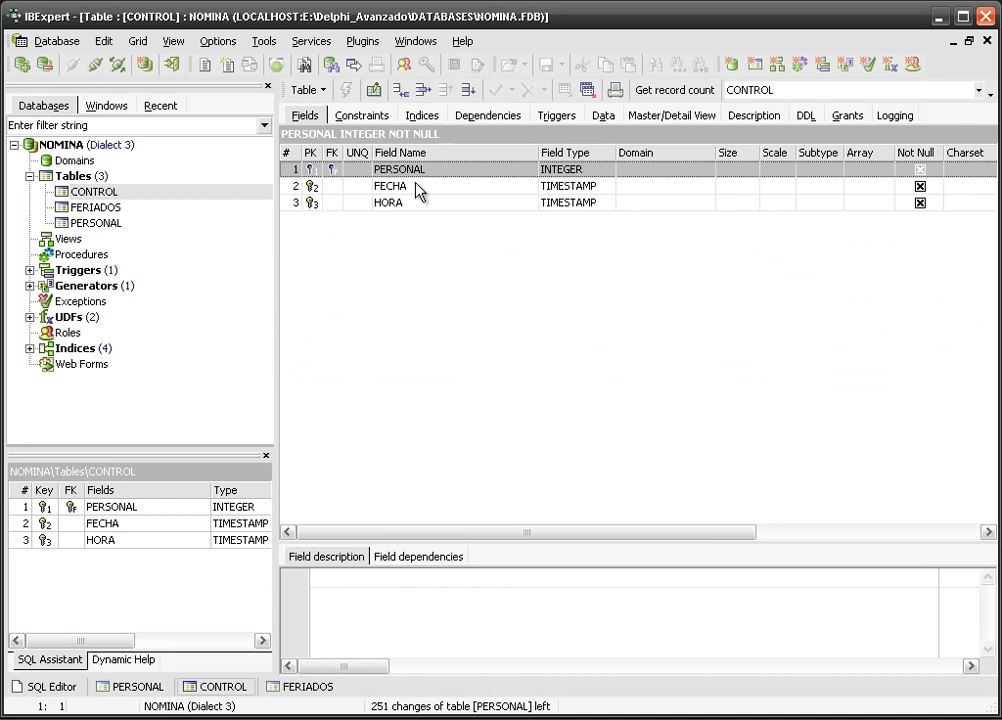 IBExpert - [Table : [CONTROL] : NOMINA (LOCALHOST:E:\Delphi_Avanzado\DATABASES\NOMINA.FDB)]
Database Edit Grid View Options Tools Services Plugins Windows Help
Databases Windows Recent
Enter filter string
NOMINA (Dialect 3)
Domains
Tables (3)
CONTROL
FERIADOS
PERSONAL
Views
Procedures
Triggers (1)
Generators (1)
Exceptions
UDFs (2)
Roles
Indices (4)
Web Forms
NOMINA\Tables\CONTROL
# Key FK Fields Type
1 1 F PERSONAL INTEGER
2 2 FECHA TIMESTAMP
3 3 HORA TIMESTAMP
SQL Assistant Dynamic Help
Table Get record count CONTROL
Fields Constraints Indices Dependencies Triggers Data Master/Detail View Description DDL Grants Logging
PERSONAL INTEGER NOT NULL
# PK FK UNQ Field Name Field Type Domain Size Scale Subtype Array Not Null Charset
1 1 F PERSONAL INTEGER
2 2 FECHA TIMESTAMP
3 3 HORA TIMESTAMP
Field description Field dependencies
SQL Editor PERSONAL CONTROL FERIADOS
1: 1 NOMINA (Dialect 3) 251 changes of table [PERSONAL] left